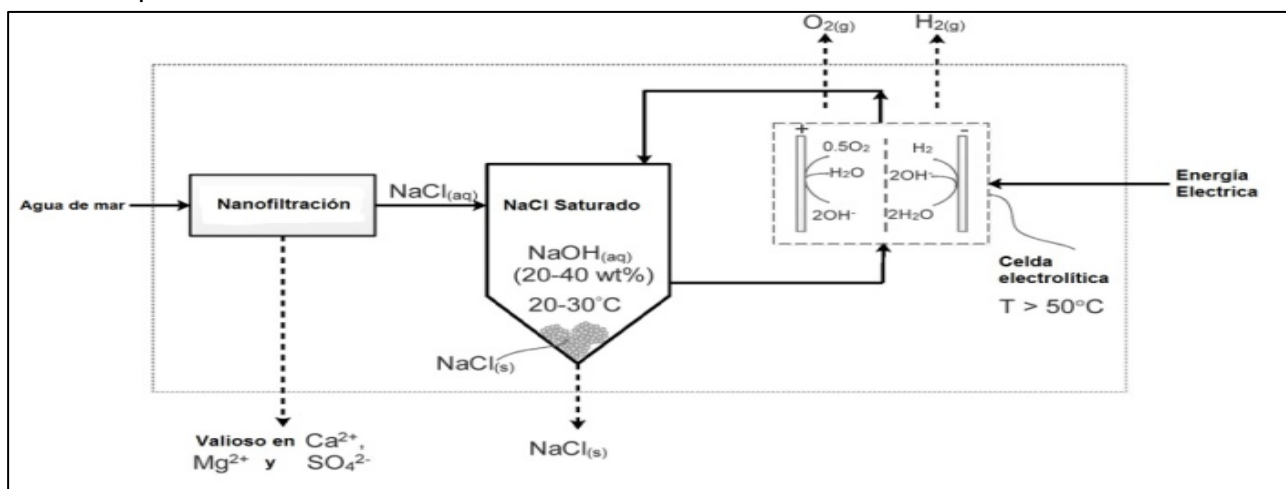 O₂(g)
H₂(g)
+
-
0.5O₂
H₂
H₂O
2OH⁻
2OH⁻
2H₂O
Energía
Electrica
Agua de mar
Nanofiltración
NaCl(aq)
NaCl Saturado
NaOH(aq)
(20-40 wt%)
20-30°C
Celda
electrolítica
T > 50°C
NaCl(s)
Valioso en Ca²⁺,
Mg²⁺ y SO₄²⁻
NaCl(s)